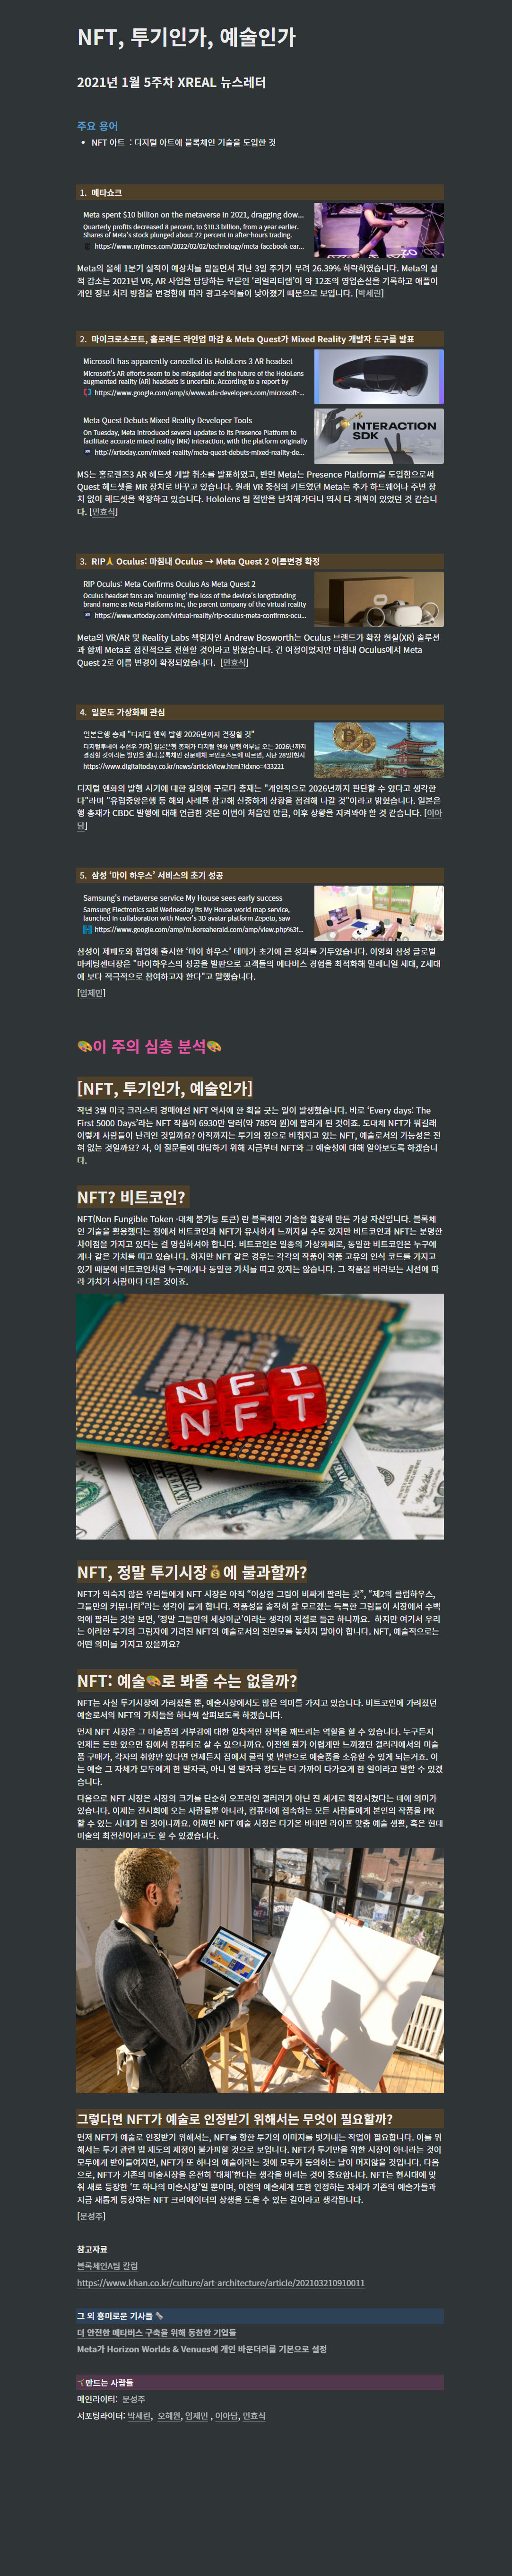 NFT, 투기인가, 예술인가
2021년 1월 5주차 XREAL 뉴스레터
주요 용어
• NFT 아트 : 디지털 아트에 블록체인 기술을 도입한 것
1. 메타쇼크
Meta spent $10 billion on the metaverse in 2021, dragging dow...
Quarterly profits decreased 8 percent, to $10.3 billion, from a year earlier.
Shares of Meta's stock plunged about 22 percent in after-hours trading.
https://www.nytimes.com/2022/02/02/technology/meta-facebook-ear...
Meta의 올해 1분기 실적이 예상치를 밑돌면서 지난 3일 주가가 무려 26.39% 하락하였습니다. Meta의 실
적 감소는 2021년 VR, AR 사업을 담당하는 부문인 '리얼리티랩'이 약 12조의 영업손실을 기록하고 애플이
개인 정보 처리 방침을 변경함에 따라 광고수익들이 낮아졌기 때문으로 보입니다. [박세린]
2. 마이크로소프트, 홀로레드 라인업 마감 & Meta Quest가 Mixed Reality 개발자 도구를 발표
Microsoft has apparently cancelled its HoloLens 3 AR headset
Microsoft's AR efforts seem to be misguided and the future of the HoloLens
augmented reality (AR) headsets is uncertain. According to a report by
https://www.google.com/amp/s/www.xda-developers.com/microsoft-...
Meta Quest Debuts Mixed Reality Developer Tools
On Tuesday, Meta introduced several updates to its Presence Platform to
facilitate accurate mixed reality (MR) interaction, with the platform originally
http://xrtoday.com/mixed-reality/meta-quest-debuts-mixed-reality-de...
INTERACTION
SDK
MS는 홀로렌즈3 AR 헤드셋 개발 취소를 발표하였고, 반면 Meta는 Presence Platform을 도입함으로써
Quest 헤드셋을 MR 장치로 바꾸고 있습니다. 원래 VR 중심의 키트였던 Meta는 추가 하드웨어나 주변 장
치 없이 헤드셋을 확장하고 있습니다. Hololens 팀 절반을 납치해가더니 역시 다 계획이 있었던 것 같습니
다. [민효식]
3. RIP🙏 Oculus: 마침내 Oculus → Meta Quest 2 이름변경 확정
RIP Oculus: Meta Confirms Oculus As Meta Quest 2
Oculus headset fans are 'mourning' the loss of the device's longstanding
brand name as Meta Platforms Inc, the parent company of the virtual reality
https://www.xrtoday.com/virtual-reality/rip-oculus-meta-confirms-ocu...
Meta의 VR/AR 및 Reality Labs 책임자인 Andrew Bosworth는 Oculus 브랜드가 확장 현실(XR) 솔루션
과 함께 Meta로 점진적으로 전환할 것이라고 밝혔습니다. 긴 여정이었지만 마침내 Oculus에서 Meta
Quest 2로 이름 변경이 확정되었습니다. [민효식]
4. 일본도 가상화폐 관심
일본은행 총재 "디지털 엔화 발행 2026년까지 결정할 것"
디지털투데이 추현우 기자] 일본은행 총재가 디지털 엔화 발행 여부를 오는 2026년까지
결정할 것이라는 발언을 했다.블록체인 전문매체 코인포스트에 따르면, 지난 28일(현지
https://www.digitaltoday.co.kr/news/articleView.html?idxno=433221
디지털 엔화의 발행 시기에 대한 질의에 구로다 총재는 "개인적으로 2026년까지 판단할 수 있다고 생각한
다"라며 "유럽중앙은행 등 해외 사례를 참고해 신중하게 상황을 점검해 나갈 것"이라고 밝혔습니다. 일본은
행 총재가 CBDC 발행에 대해 언급한 것은 이번이 처음인 만큼, 이후 상황을 지켜봐야 할 것 같습니다. [이아
담]
5. 삼성 '마이 하우스' 서비스의 초기 성공
Samsung's metaverse service My House sees early success
Samsung Electronics said Wednesday its My House world map service,
launched in collaboration with Naver's 3D avatar platform Zepeto, saw
https://www.google.com/amp/m.koreaherald.com/amp/view.php%3f...
삼성이 제페토와 협업해 출시한 '마이 하우스' 테마가 초기에 큰 성과를 거두었습니다. 이영희 삼성 글로벌
마케팅센터장은 "마이하우스의 성공을 발판으로 고객들의 메타버스 경험을 최적화해 밀레니얼 세대, Z세대
에 보다 적극적으로 참여하고자 한다"고 말했습니다.
[임제민]
🎨이 주의 심층 분석🎨
[NFT, 투기인가, 예술인가]
작년 3월 미국 크리스티 경매에선 NFT 역사에 한 획을 긋는 일이 발생했습니다. 바로 'Every days: The
First 5000 Days'라는 NFT 작품이 6930만 달러(약 785억 원)에 팔리게 된 것이죠. 도대체 NFT가 뭐길래
이렇게 사람들이 난리인 것일까요? 아직까지는 투기의 장으로 비춰지고 있는 NFT, 예술로서의 가능성은 전
혀 없는 것일까요? 자, 이 질문들에 대답하기 위해 지금부터 NFT와 그 예술성에 대해 알아보도록 하겠습니
다.
NFT? 비트코인?
NFT(Non Fungible Token -대체 불가능 토큰) 란 블록체인 기술을 활용해 만든 가상 자산입니다. 블록체
인 기술을 활용했다는 점에서 비트코인과 NFT가 유사하게 느껴지실 수도 있지만 비트코인과 NFT는 분명한
차이점을 가지고 있다는 걸 명심하셔야 합니다. 비트코인은 일종의 가상화폐로, 동일한 비트코인은 누구에
게나 같은 가치를 띠고 있습니다. 하지만 NFT 같은 경우는 각각의 작품이 작품 고유의 인식 코드를 가지고
있기 때문에 비트코인처럼 누구에게나 동일한 가치를 띠고 있지는 않습니다. 그 작품을 바라보는 시선에 따
라 가치가 사람마다 다른 것이죠.
NFT
NFT
NFT, 정말 투기시장💰에 불과할까?
NFT가 익숙지 않은 우리들에게 NFT 시장은 아직 "이상한 그림이 비싸게 팔리는 곳", "제2의 클럽하우스,
그들만의 커뮤니티"라는 생각이 들게 합니다. 작품성을 솔직히 잘 모르겠는 독특한 그림들이 시장에서 수백
억에 팔리는 것을 보면, '정말 그들만의 세상이군'이라는 생각이 저절로 들곤 하니까요. 하지만 여기서 우리
는 이러한 투기의 그림자에 가려진 NFT의 예술로서의 진면모를 놓치지 말아야 합니다. NFT, 예술적으로는
어떤 의미를 가지고 있을까요?
NFT: 예술🎨로 봐줄 수는 없을까?
NFT는 사실 투기시장에 가려졌을 뿐, 예술시장에서도 많은 의미를 가지고 있습니다. 비트코인에 가려졌던
예술로서의 NFT의 가치들을 하나씩 살펴보도록 하겠습니다.
먼저 NFT 시장은 그 미술품의 거부감에 대한 일차적인 장벽을 깨뜨리는 역할을 할 수 있습니다. 누구든지
언제든 돈만 있으면 집에서 컴퓨터로 살 수 있으니까요. 이전엔 뭔가 어렵게만 느껴졌던 갤러리에서의 미술
품 구매가, 각자의 취향만 있다면 언제든지 집에서 클릭 몇 번만으로 예술품을 소유할 수 있게 되는거죠. 이
는 예술 그 자체가 모두에게 한 발자국, 아니 열 발자국 정도는 더 가까이 다가오게 한 일이라고 말할 수 있겠
습니다.
다음으로 NFT 시장은 시장의 크기를 단순히 오프라인 갤러리가 아닌 전 세계로 확장시켰다는 데에 의미가
있습니다. 이제는 전시회에 오는 사람들뿐 아니라, 컴퓨터에 접속하는 모든 사람들에게 본인의 작품을 PR
할 수 있는 시대가 된 것이니까요. 어쩌면 NFT 예술 시장은 다가온 비대면 라이프 맞춤 예술 생활, 혹은 현대
미술의 최전선이라고도 할 수 있겠습니다.
그렇다면 NFT가 예술로 인정받기 위해서는 무엇이 필요할까?
먼저 NFT가 예술로 인정받기 위해서는, NFT를 향한 투기의 이미지를 벗겨내는 작업이 필요합니다. 이를 위
해서는 투기 관련 법 제도의 제정이 불가피할 것으로 보입니다. NFT가 투기만을 위한 시장이 아니라는 것이
모두에게 받아들여지면, NFT가 또 하나의 예술이라는 것에 모두가 동의하는 날이 머지않을 것입니다. 다음
으로, NFT가 기존의 미술시장을 온전히 '대체'한다는 생각을 버리는 것이 중요합니다. NFT는 현시대에 맞
춰 새로 등장한 '또 하나의 미술시장'일 뿐이며, 이전의 예술세계 또한 인정하는 자세가 기존의 예술가들과
지금 새롭게 등장하는 NFT 크리에이터의 상생을 도울 수 있는 길이라고 생각됩니다.
[문성주]
참고자료
블록체인A팀 칼럼
https://www.khan.co.kr/culture/art-architecture/article/202103210910011
그 외 흥미로운 기사들 🗞
더 안전한 메타버스 구축을 위해 동참한 기업들
Meta가 Horizon Worlds & Venues에 개인 바운더리를 기본으로 설정
만드는 사람들
메인라이터: 문성주
서포팅라이터: 박세린, 오혜원, 임재민 , 이아담, 민효식